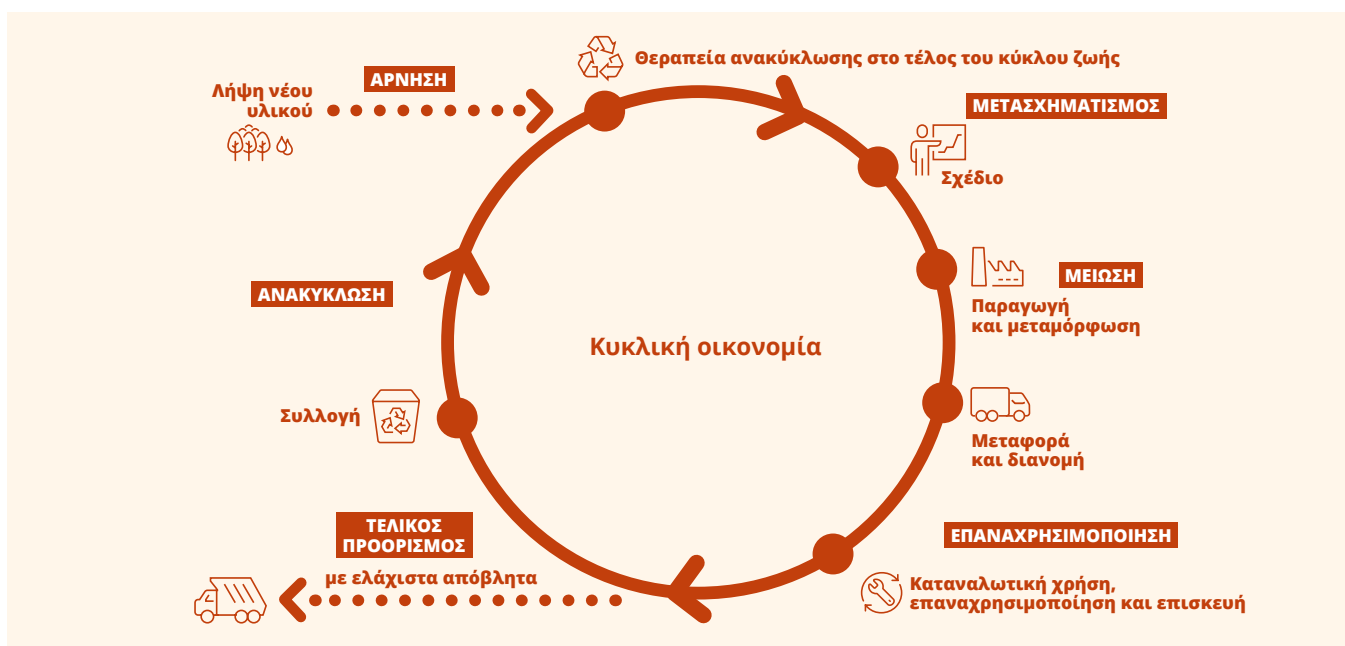 Θεραπεία ανακύκλωσης στο τέλος του κύκλου ζωής
ΑΡΝΗΣΗ
Λήψη νέου
υλικού
ΜΕΤΑΣΧΗΜΑΤΙΣΜΟΣ
Σχέδιο
ΜΕΙΩΣΗ
Παραγωγή
και μεταμόρφωση
ΑΝΑΚΥΚΛΩΣΗ
Κυκλική οικονομία
Συλλογή
Μεταφορά
και διανομή
ΤΕΛΙΚΟΣ
ΠΡΟΟΡΙΣΜΟΣ
με ελάχιστα απόβλητα
ΕΠΑΝΑΧΡΗΣΙΜΟΠΟΙΗΣΗ
Καταναλωτική χρήση,
επαναχρησιμοποίηση και επισκευή